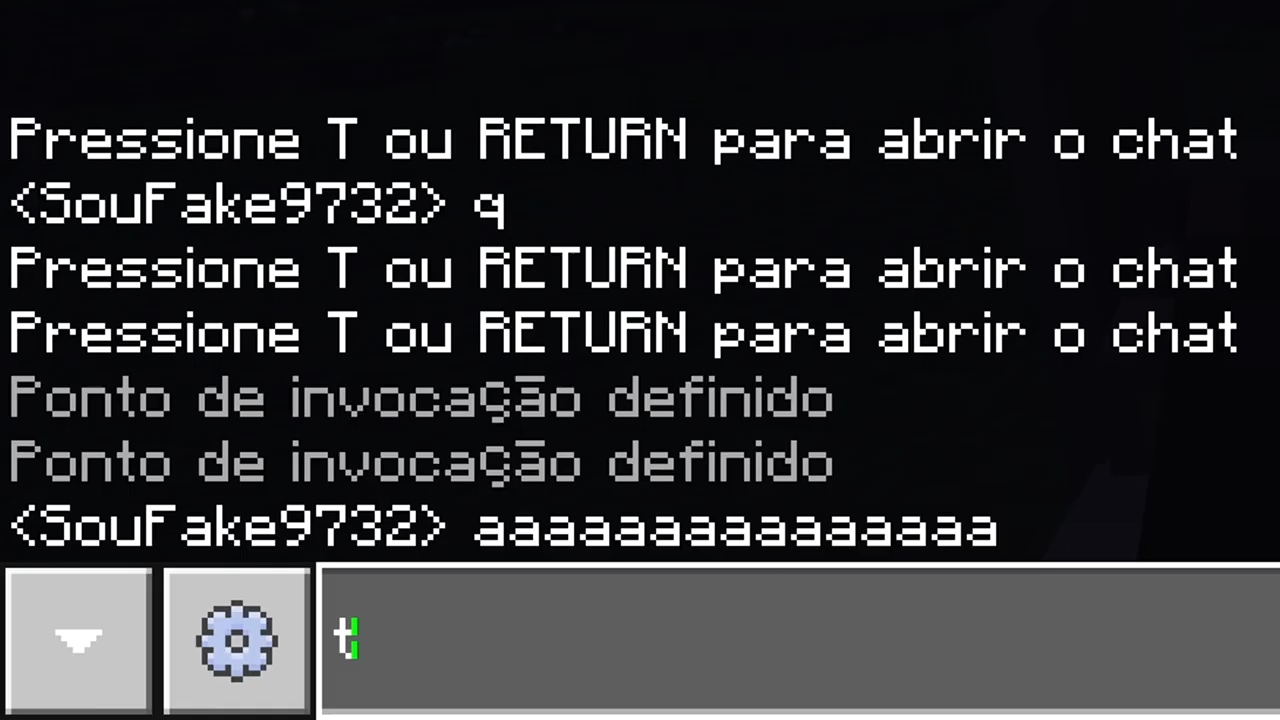 Pressione T ou RETURN para abrir o chat
<SouFake9732> q
Pressione T ou RETURN para abrir o chat
Pressione T ou RETURN para abrir o chat
Ponto de invocação definido
Ponto de invocação definido
<SouFake9732> aaaaaaaaaaaaaaaa
t